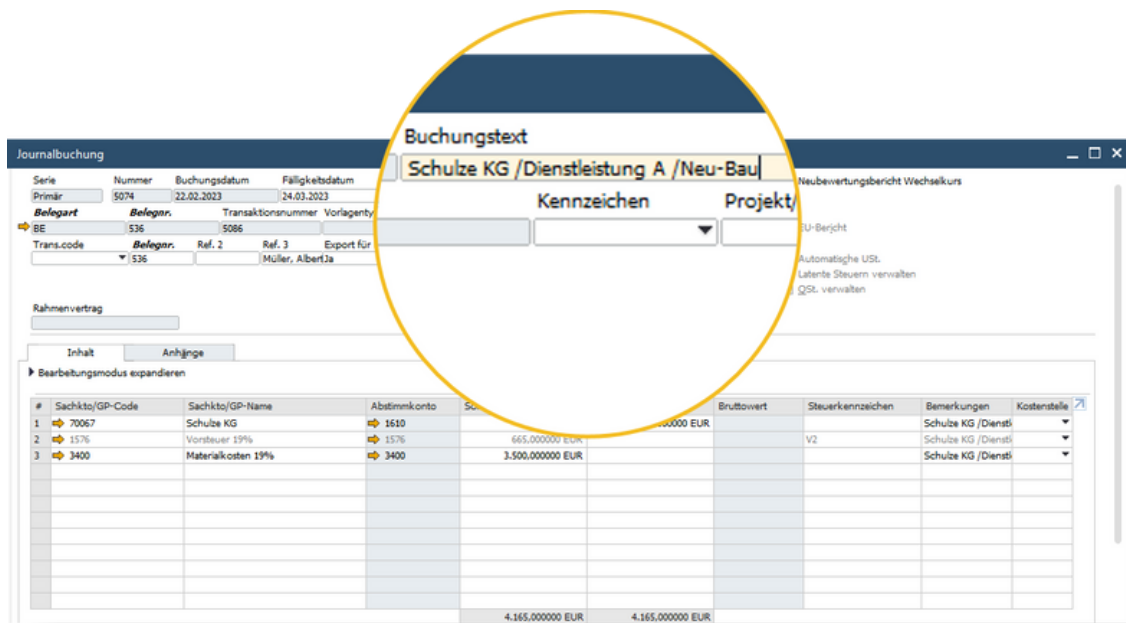 Buchungstext
Schulze KG /Dienstleistung A /Neu-Bau
Kennzeichen Projekt/
Journalbuchung
Serie Nummer Buchungsdatum Fälligkeitsdatum Neubewertungsbericht Wechselkurs
Primär 5074 22.02.2023 24.03.2023
Belegart Belegnr. Transaktionsnummer Vorlagenty
BE 536 5086 EU-Bericht
Trans.code Belegnr. Ref. 2 Ref. 3 Export für
536 Müller, Albert Ja Automatische USt.
Latente Steuern verwalten
QSt. verwalten
Rahmenvertrag
Inhalt Anhänge
Bearbeitungsmodus expandieren
# Sachkto/GP-Code Sachkto/GP-Name Abstimmkonto Bruttowert Steuerkennzeichen Bemerkungen Kostenstelle
1 70067 Schulze KG 1610 EUR Schulze KG /Dienstl
2 1576 Vorsteuer 19% 1576 665,000000 EUR V2 Schulze KG /Dienstl
3 3400 Materialkosten 19% 3400 3.500,000000 EUR Schulze KG /Dienstl
4.165,000000 EUR 4.165,000000 EUR